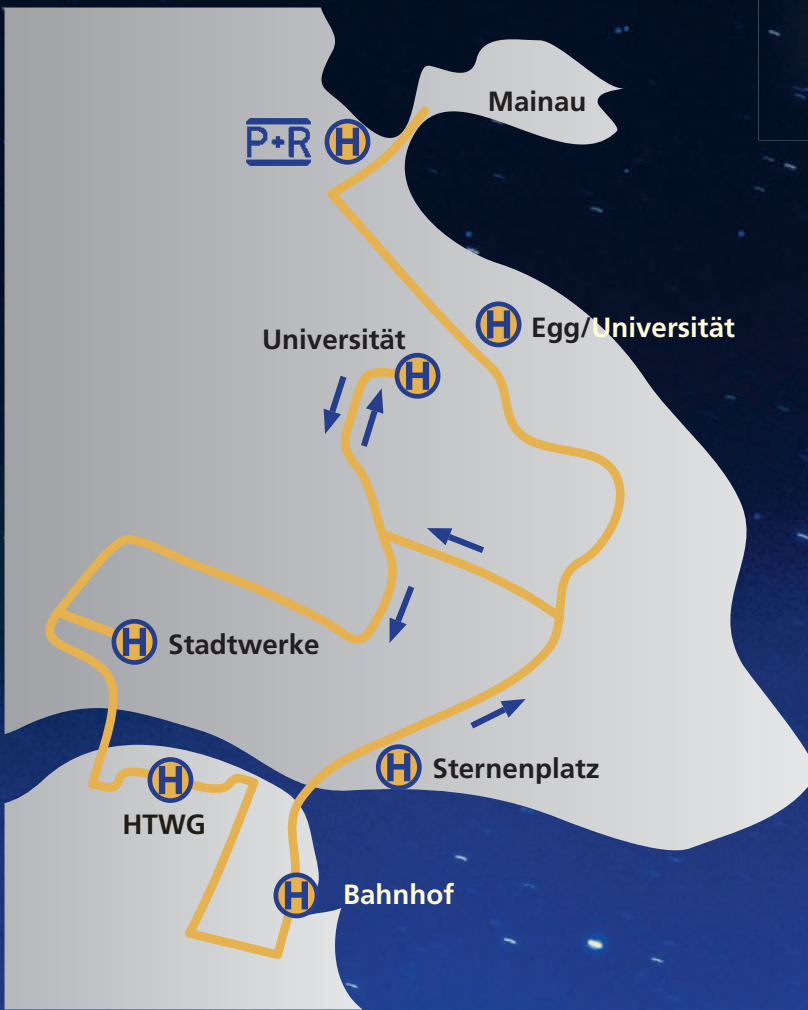 Mainau
P+R H
H Egg/Universität
Universität
H
H Stadtwerke
H Sternenplatz
H
HTWG
H Bahnhof